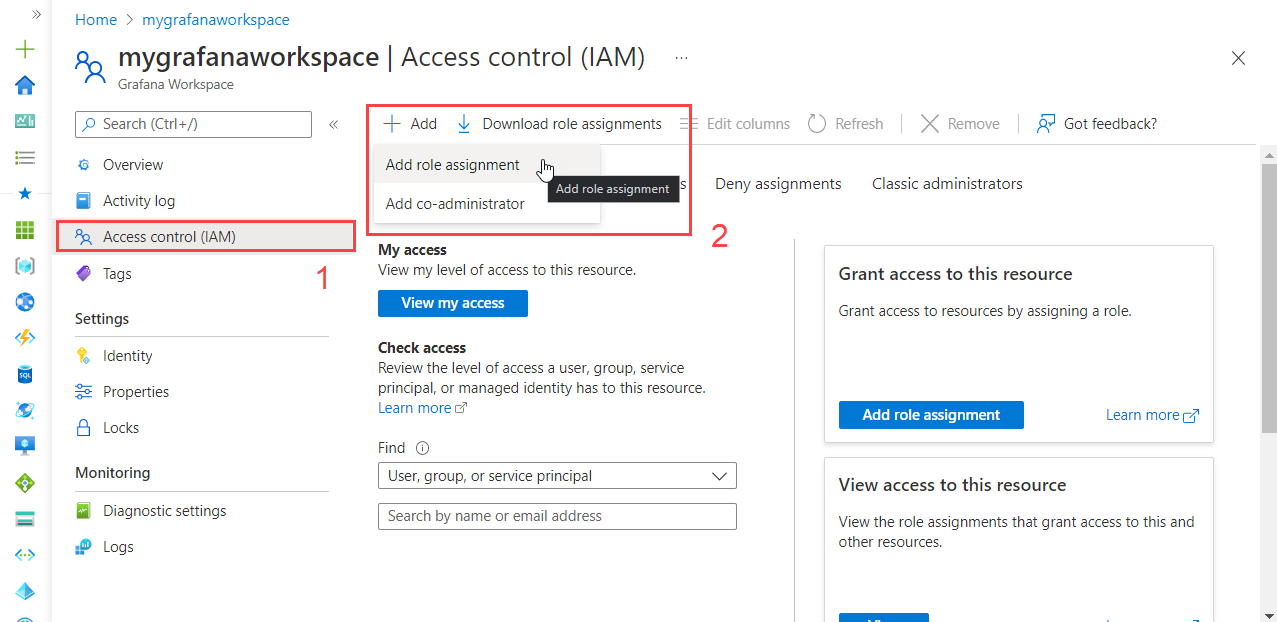 Home > mygrafanaworkspace
mygrafanaworkspace | Access control (IAM) ...
Grafana Workspace
Search (Ctrl+/)
Overview
Activity log
Access control (IAM)
1
Tags
Settings
Identity
Properties
Locks
Monitoring
Diagnostic settings
Logs
Add
Download role assignments
Edit columns
Refresh
Remove
Got feedback?
Add role assignment
Add role assignment
Add co-administrator
2
Deny assignments
Classic administrators
My access
View my level of access to this resource.
View my access
Check access
Review the level of access a user, group, service
principal, or managed identity has to this resource.
Learn more
Find
User, group, or service principal
Search by name or email address
Grant access to this resource
Grant access to resources by assigning a role.
Add role assignment
Learn more
View access to this resource
View the role assignments that grant access to this and
other resources.
SQL